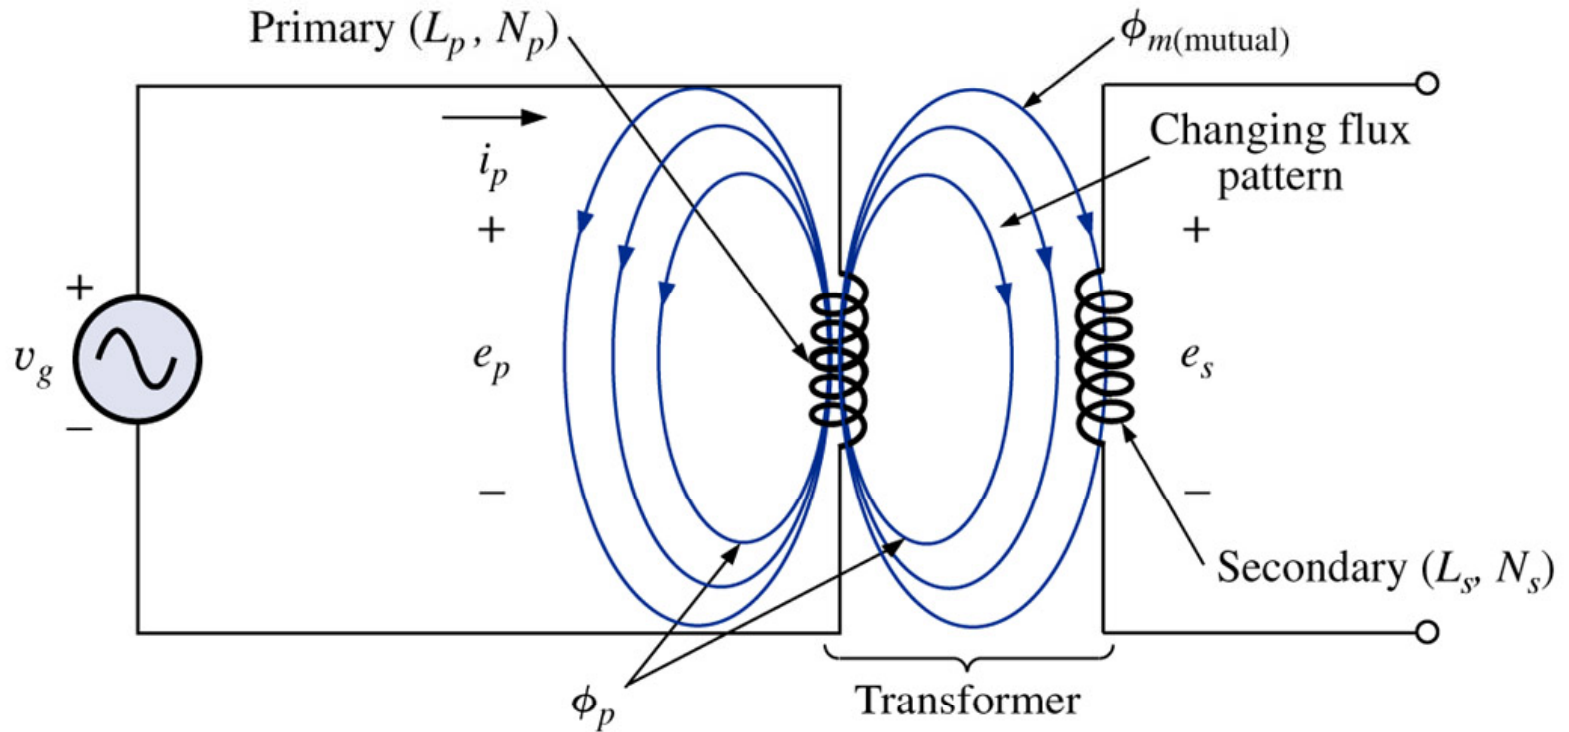 Primary (Lₚ, Nₚ)
ϕm(mutual)
Changing flux
pattern
iₚ
+
+
+
vg
eₚ
eₛ
−
−
−
Secondary (Lₛ, Nₛ)
ϕₚ
Transformer